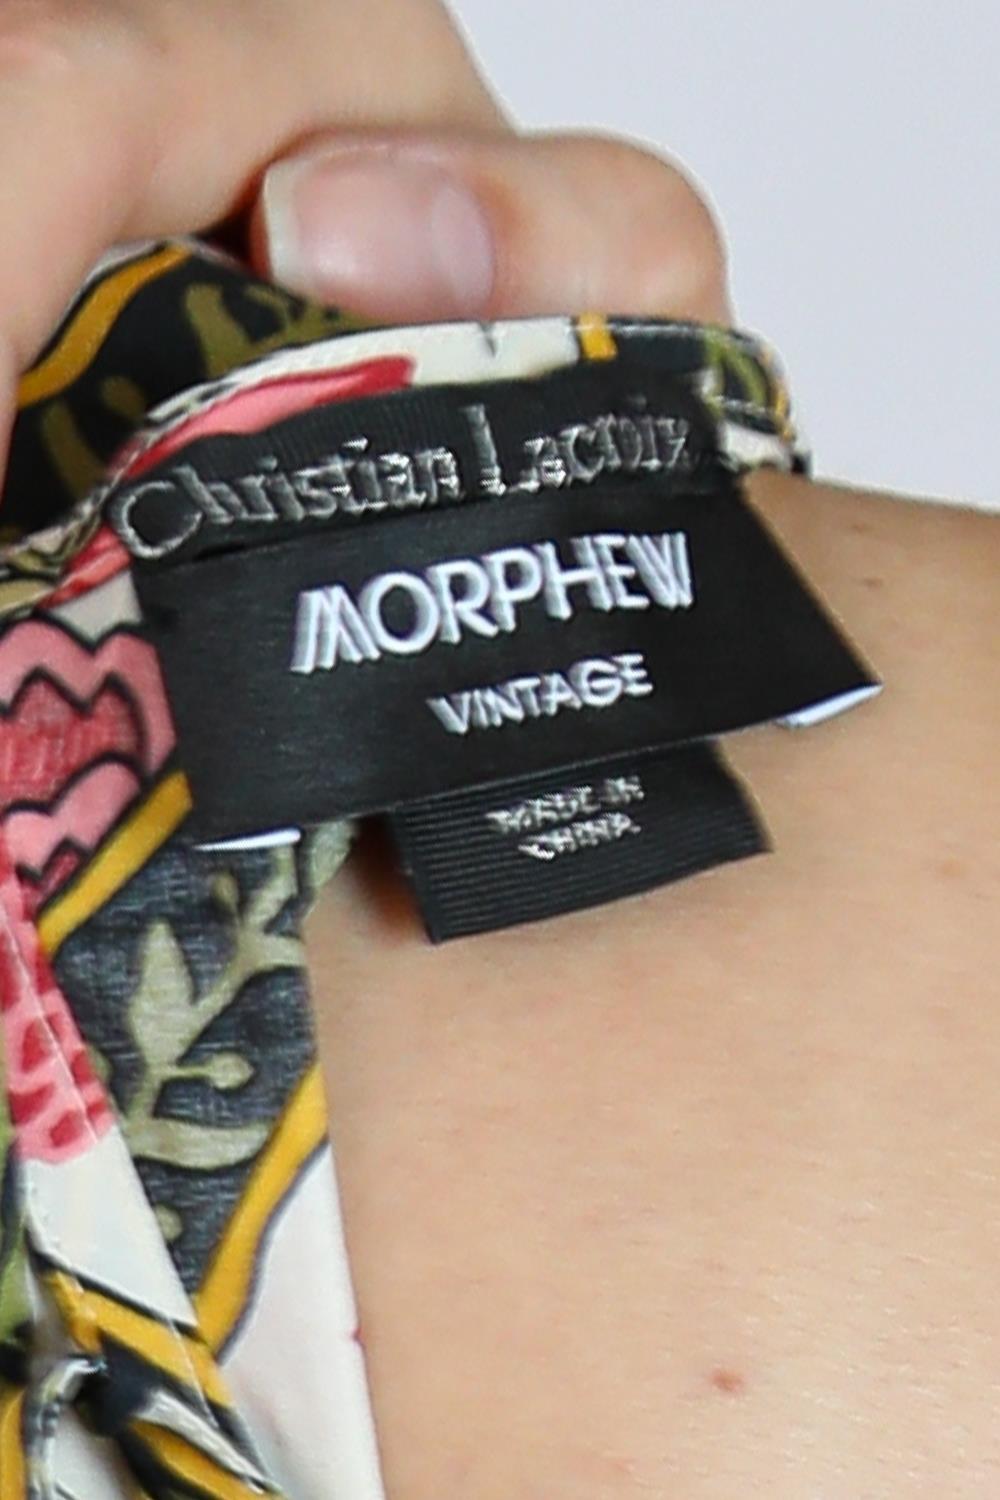 Christian Lacroix
MORPHEW
VINTAGE
MADE IN
CHINA